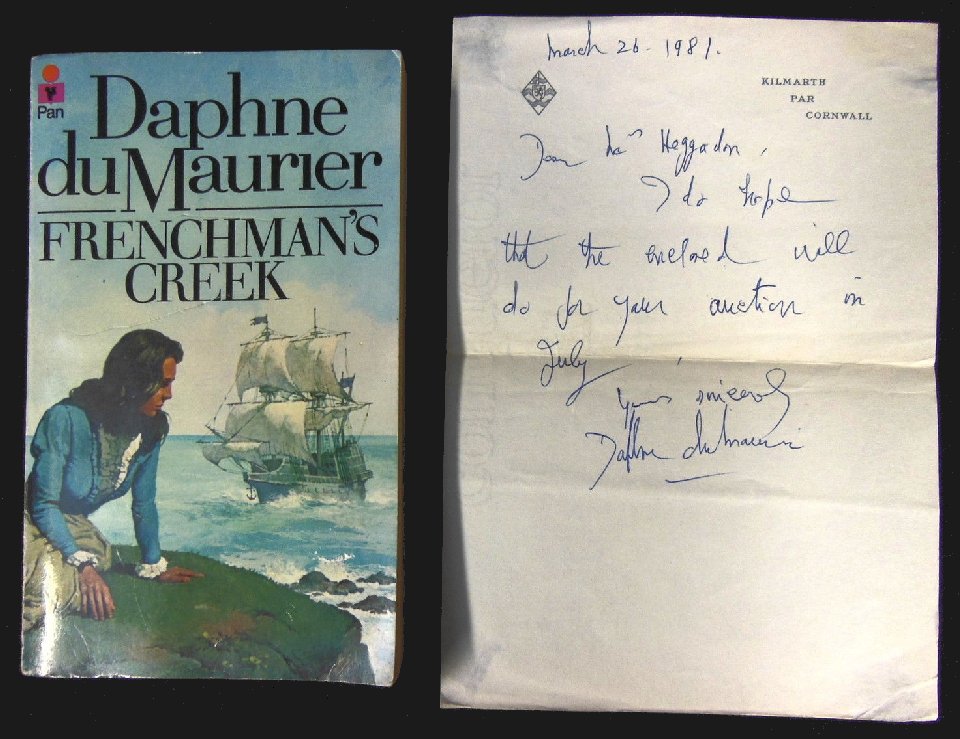 Pan
Daphne
du Maurier
FRENCHMAN'S
CREEK
March 26 - 1981.
KILMARTH
PAR
CORNWALL
Dear Heggadon,
I do hope
that the enclosed will
do for your auction in
July.
Yours sincerely
Daphne du Maurier